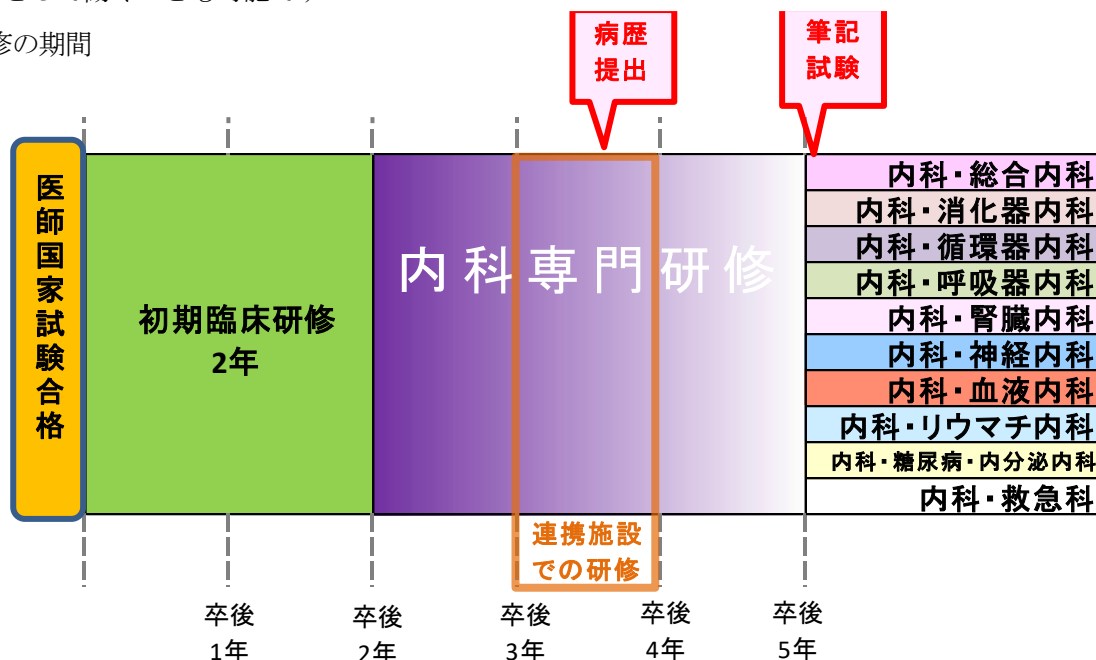 修の期間
病歴
提出
筆記
試験
医師国家試験合格
初期臨床研修
2年
内科専門研修
内科・総合内科
内科・消化器内科
内科・循環器内科
内科・呼吸器内科
内科・腎臓内科
内科・神経内科
内科・血液内科
内科・リウマチ内科
内科・糖尿病・内分泌内科
内科・救急科
連携施設
での研修
卒後
1年
卒後
2年
卒後
3年
卒後
4年
卒後
5年